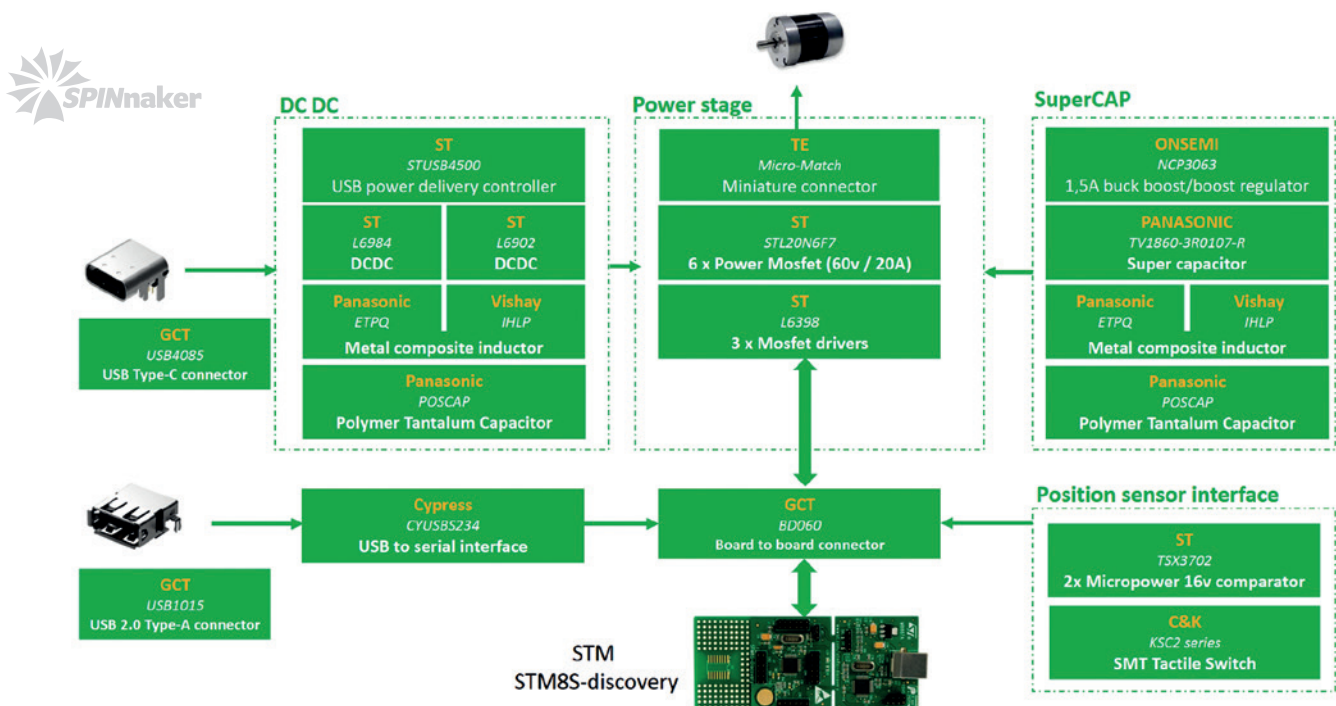 SPINnaker
DC DC
ST
STUSB4500
USB power delivery controller
ST
L6984
DCDC
ST
L6902
DCDC
Panasonic
ETPQ
Vishay
IHLP
Metal composite inductor
Panasonic
POSCAP
Polymer Tantalum Capacitor
Power stage
TE
Micro-Match
Miniature connector
ST
STL20N6F7
6 x Power Mosfet (60v / 20A)
ST
L6398
3 x Mosfet drivers
SuperCAP
ONSEMI
NCP3063
1,5A buck boost/boost regulator
PANASONIC
TV1860-3R0107-R
Super capacitor
Panasonic
ETPQ
Vishay
IHLP
Metal composite inductor
Panasonic
POSCAP
Polymer Tantalum Capacitor
GCT
USB4085
USB Type-C connector
GCT
USB1015
USB 2.0 Type-A connector
Cypress
CYUSBS234
USB to serial interface
GCT
BD060
Board to board connector
Position sensor interface
ST
TSX3702
2x Micropower 16v comparator
C&K
KSC2 series
SMT Tactile Switch
STM
STM8S-discovery